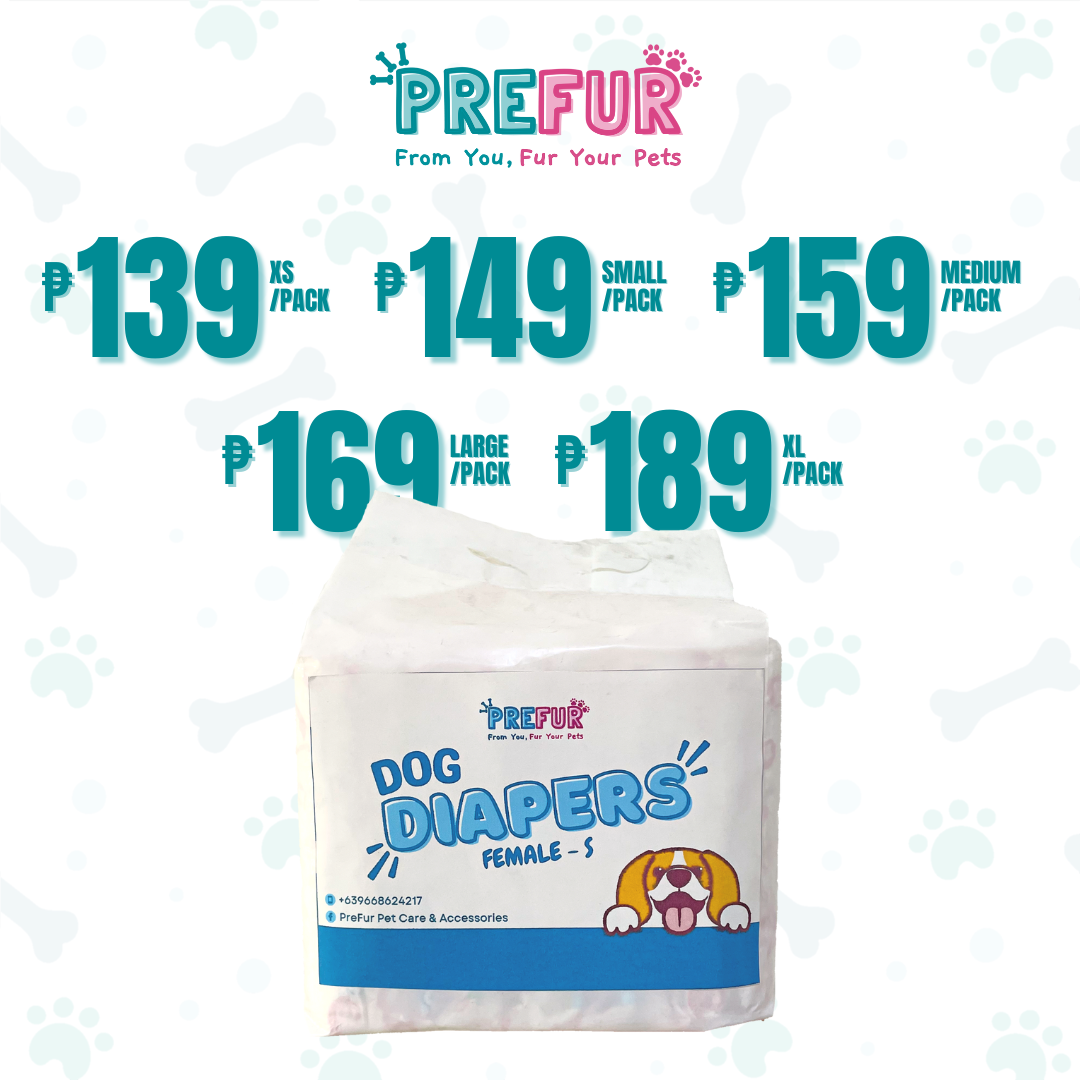 PREFUR
From You, Fur Your Pets
₱139 XS /PACK
₱149 SMALL /PACK
₱159 MEDIUM /PACK
₱169 LARGE /PACK
₱189 XL /PACK
PREFUR
From You, Fur Your Pets
DOG
DIAPERS
FEMALE - S
+639668624217
PreFur Pet Care & Accessories